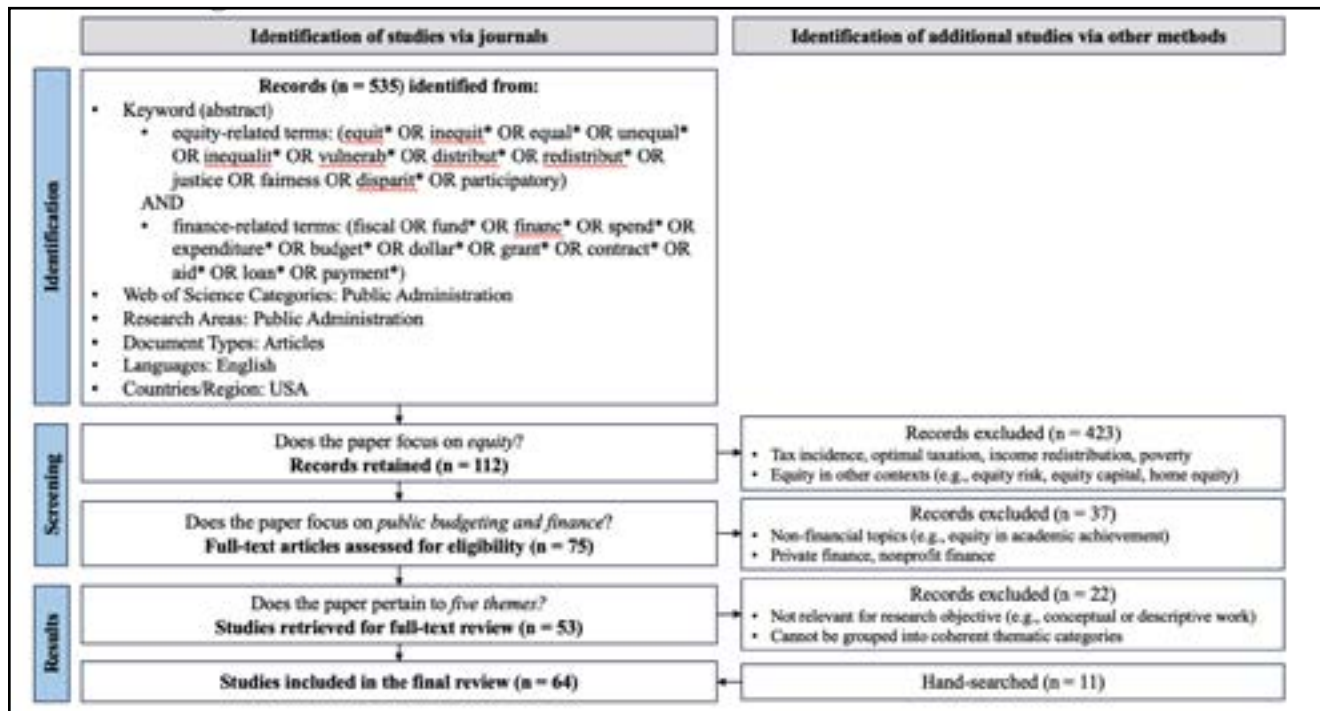 Identification of studies via journals
Identification of additional studies via other methods
Identification
Records (n = 535) identified from:
• Keyword (abstract)
• equity-related terms: (equit* OR inequit* OR equal* OR unequal*
OR inequalit* OR vulnerab* OR distribut* OR redistribut* OR
justice OR fairness OR disparit* OR participatory)
AND
• finance-related terms: (fiscal OR fund* OR financ* OR spend* OR
expenditure* OR budget* OR dollar* OR grant* OR contract* OR
aid* OR loan* OR payment*)
• Web of Science Categories: Public Administration
• Research Areas: Public Administration
• Document Types: Articles
• Languages: English
• Countries/Region: USA
Screening
Does the paper focus on equity?
Records retained (n = 112)
Records excluded (n = 423)
• Tax incidence, optimal taxation, income redistribution, poverty
• Equity in other contexts (e.g., equity risk, equity capital, home equity)
Does the paper focus on public budgeting and finance?
Full-text articles assessed for eligibility (n = 75)
Records excluded (n = 37)
• Non-financial topics (e.g., equity in academic achievement)
• Private finance, nonprofit finance
Results
Does the paper pertain to five themes?
Studies retrieved for full-text review (n = 53)
Records excluded (n = 22)
• Not relevant for research objective (e.g., conceptual or descriptive work)
• Cannot be grouped into coherent thematic categories
Studies included in the final review (n = 64)
Hand-searched (n = 11)